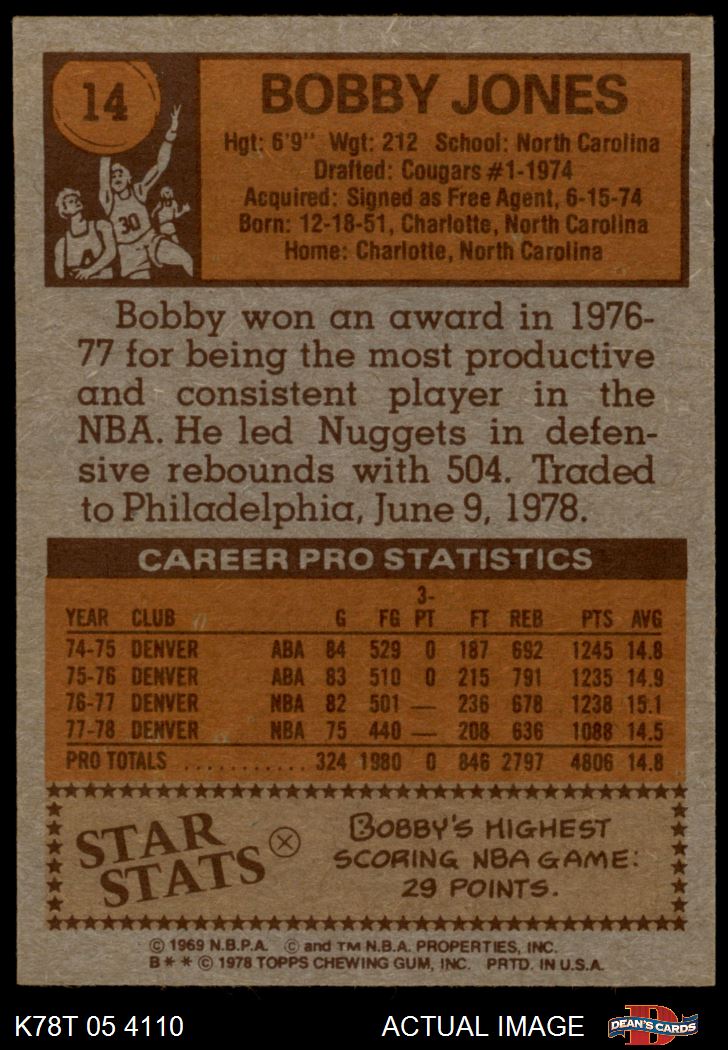 14
BOBBY JONES
Hgt: 6'9" Wgt: 212 School: North Carolina
Drafted: Cougars #1-1974
Acquired: Signed as Free Agent, 6-15-74
Born: 12-18-51, Charlotte, North Carolina
Home: Charlotte, North Carolina
30
Bobby won an award in 1976-
77 for being the most productive
and consistent player in the
NBA. He led Nuggets in defen-
sive rebounds with 504. Traded
to Philadelphia, June 9, 1978.
CAREER PRO STATISTICS
YEAR CLUB G FG 3-PT FT REB PTS AVG
74-75 DENVER ABA 84 529 0 187 692 1245 14.8
75-76 DENVER ABA 83 510 0 215 791 1235 14.9
76-77 DENVER NBA 82 501 — 236 678 1238 15.1
77-78 DENVER NBA 75 440 — 208 636 1088 14.5
PRO TOTALS ........... 324 1980 0 846 2797 4806 14.8
STAR
STATS
BOBBY'S HIGHEST
SCORING NBA GAME:
29 POINTS.
© 1969 N.B.P.A. © and TM N.B.A. PROPERTIES, INC.
B * * © 1978 TOPPS CHEWING GUM, INC. PRTD. IN U.S.A.
K78T 05 4110 ACTUAL IMAGE
D
DEAN'S CARDS